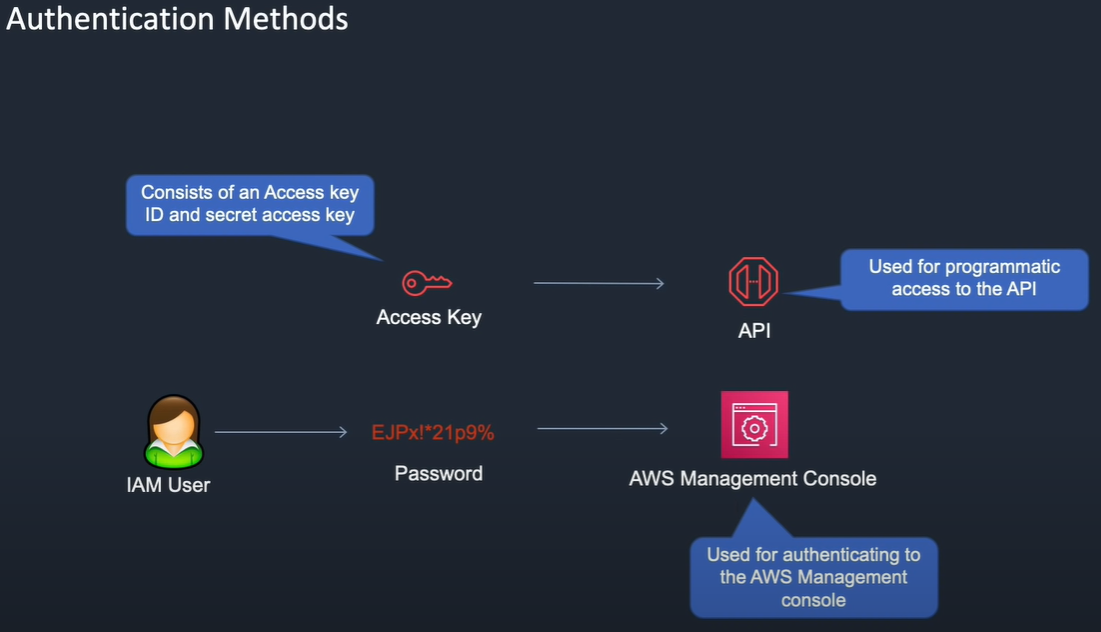 Authentication Methods
Consists of an Access key
ID and secret access key
Access Key
API
Used for programmatic
access to the API
IAM User
EJPx!*21p9%
Password
AWS Management Console
Used for authenticating to
the AWS Management
console